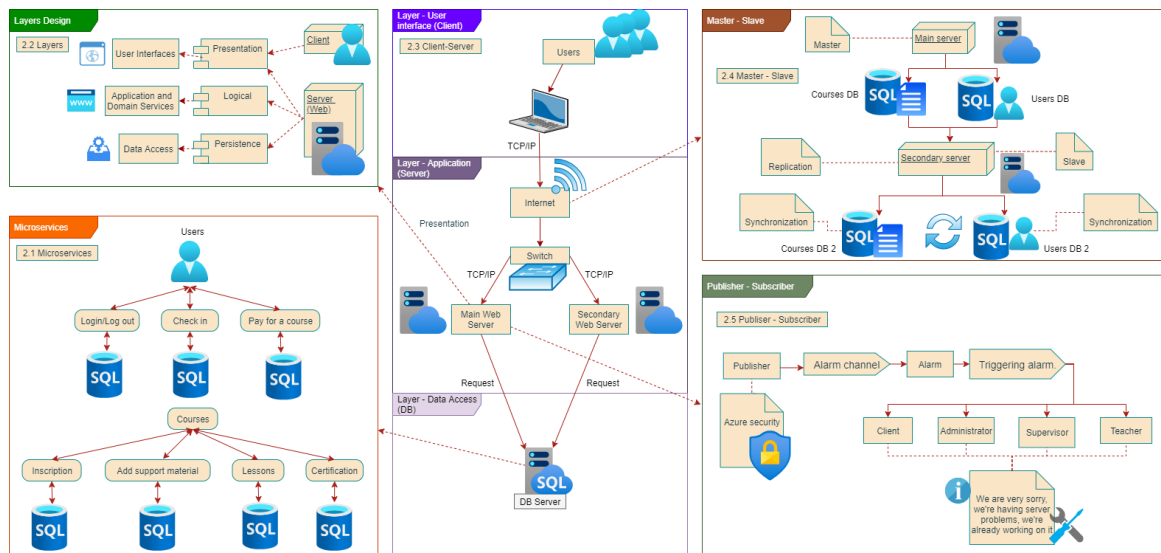 Layers Design
2.2 Layers
User Interfaces
Presentation
Client
www
Application and
Domain Services
Logical
Server
(Web)
Data Access
Persistence
Microservices
2.1 Microservices
Users
Login/Log out
Check in
Pay for a course
SQL
SQL
SQL
Courses
Inscription
Add support material
Lessons
Certification
SQL
SQL
SQL
SQL
Layer - User
interface (Client)
2.3 Client-Server
Users
TCP/IP
Layer - Application
(Server)
Internet
Presentation
Switch
TCP/IP
TCP/IP
Main Web
Server
Secondary
Web Server
Request
Request
Layer - Data Access
(DB)
SQL
DB Server
Master - Slave
Master
Main server
2.4 Master - Slave
Courses DB
SQL
SQL
Users DB
Replication
Secondary server
Slave
Synchronization
SQL
SQL
Synchronization
Courses DB 2
Users DB 2
Publisher - Subscriber
2.5 Publiser - Subscriber
Publisher
Alarm channel
Alarm
Triggering alarm.
Azure security
Client
Administrator
Supervisor
Teacher
i
We are very sorry,
we're having server
problems, we're
already working on it